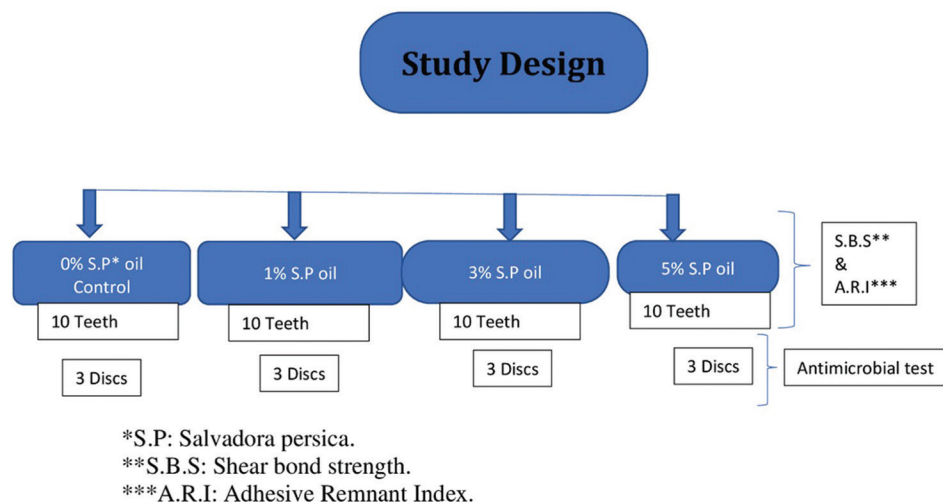 Study Design
0% S.P* oil
Control
1% S.P oil
3% S.P oil
5% S.P oil
S.B.S**
&
A.R.I***
10 Teeth
10 Teeth
10 Teeth
10 Teeth
3 Discs
3 Discs
3 Discs
3 Discs
Antimicrobial test
*S.P: Salvadora persica.
**S.B.S: Shear bond strength.
***A.R.I: Adhesive Remnant Index.